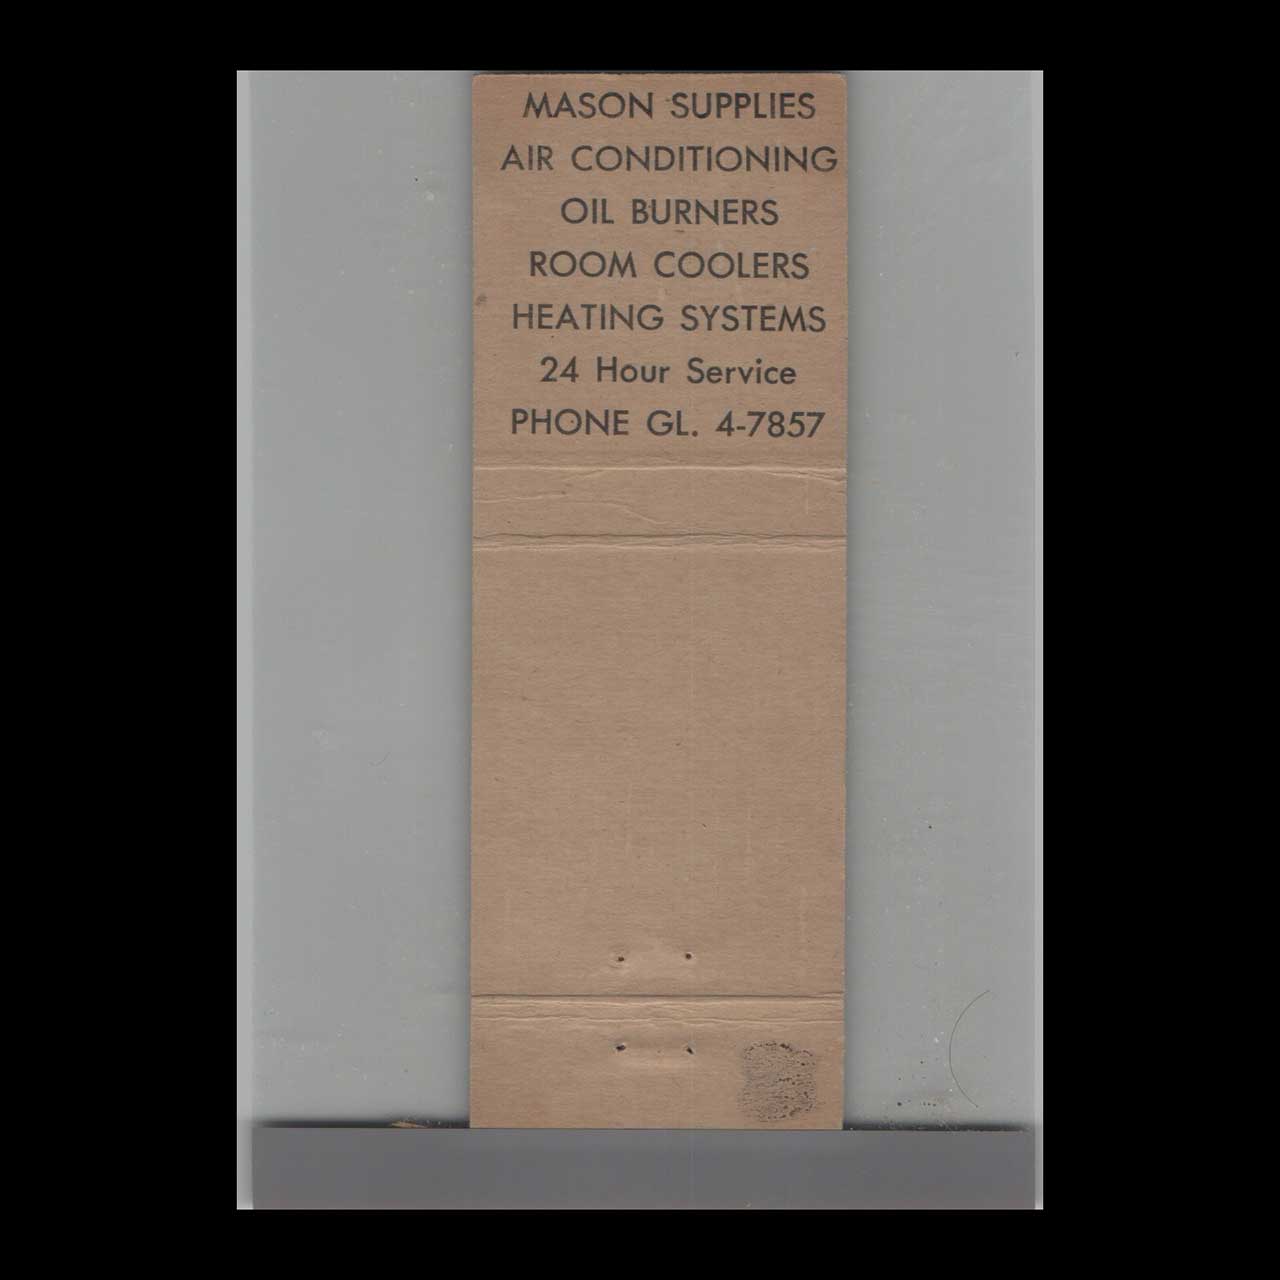 MASON SUPPLIES
AIR CONDITIONING
OIL BURNERS
ROOM COOLERS
HEATING SYSTEMS
24 Hour Service
PHONE GL. 4-7857